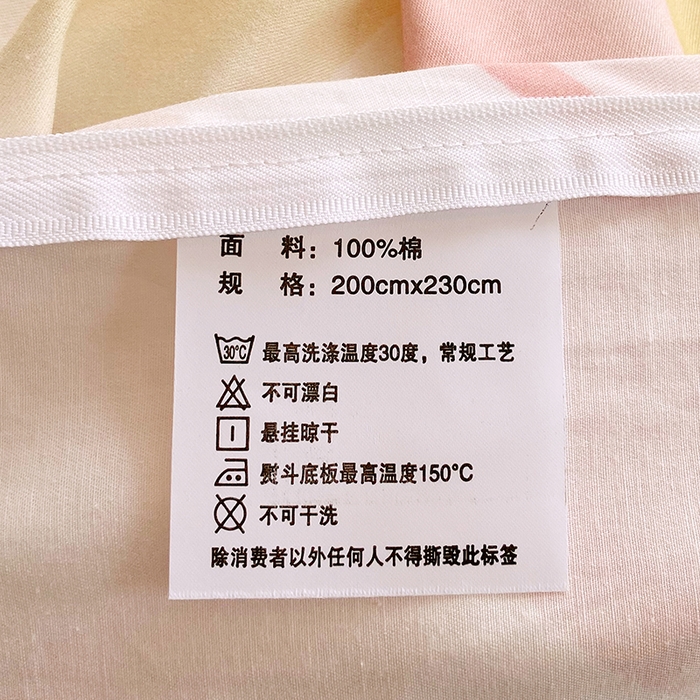 面 料：100%棉
规 格：200cmx230cm
30°C 最高洗涤温度30度，常规工艺
不可漂白
悬挂晾干
熨斗底板最高温度150°C
不可干洗
除消费者以外任何人不得撕毁此标签